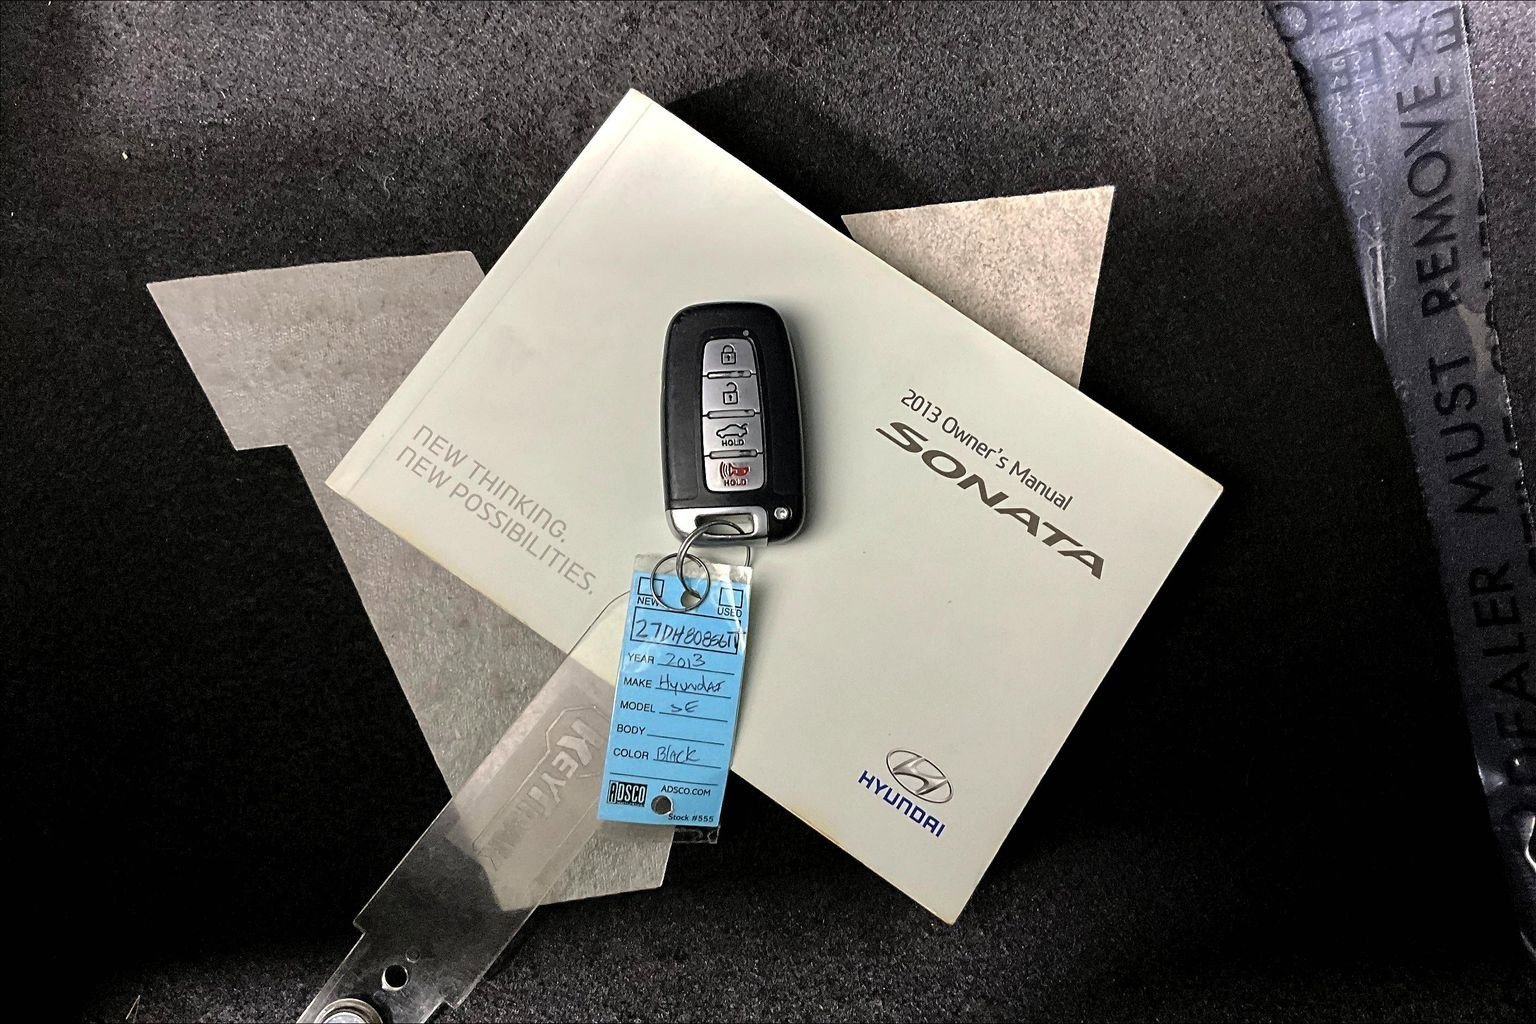 DEALER MUST REMOVE
NEW THINKING.
NEW POSSIBILITIES.
2013 Owner's Manual
SONATA
HYUNDAI
HOLD
HOLD
NEW USED
YEAR 2013
MAKE HyundAI
MODEL SE
BODY
COLOR BlAcK
ADSCO ADSCO.COM
Stock #555
KEY